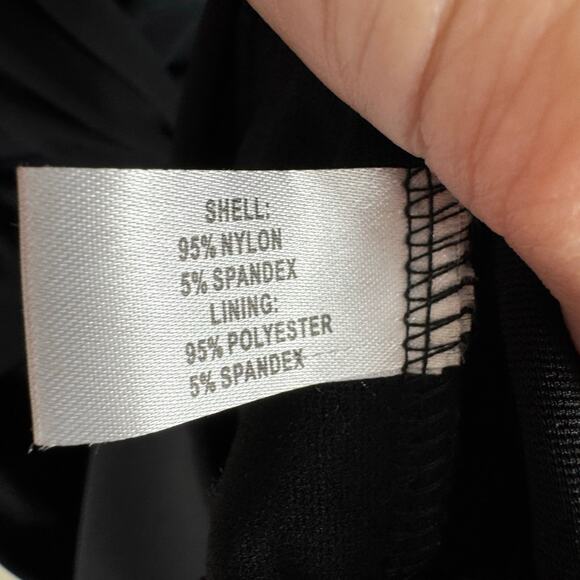 SHELL:
95% NYLON
5% SPANDEX
LINING:
95% POLYESTER
5% SPANDEX